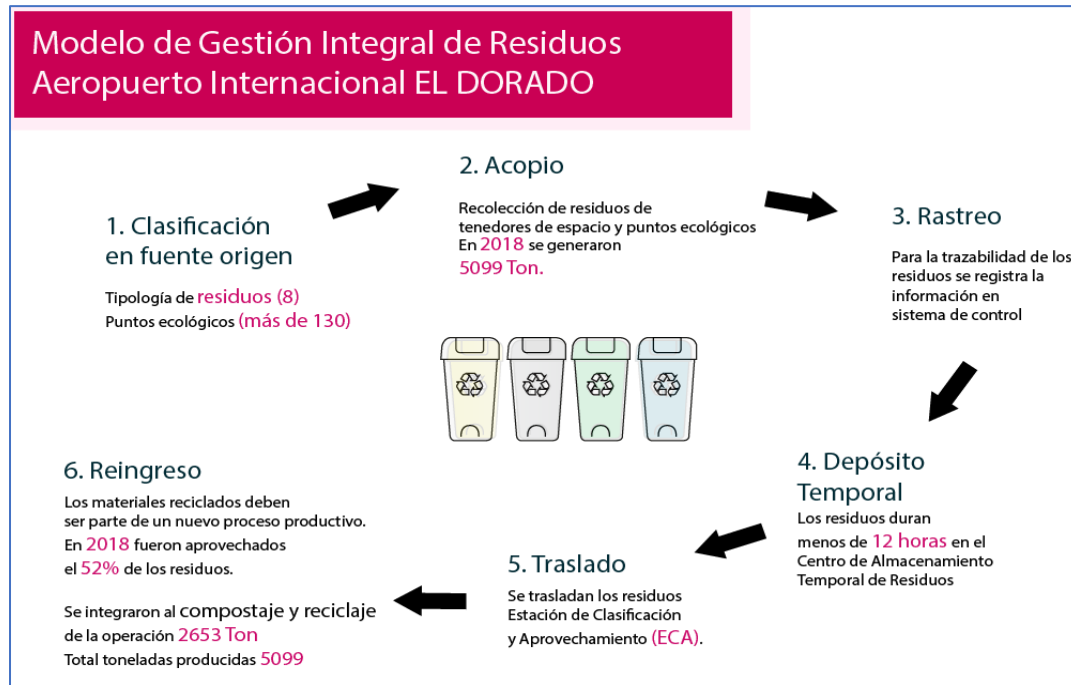 Modelo de Gestión Integral de Residuos
Aeropuerto Internacional EL DORADO
1. Clasificación
en fuente origen
Tipología de residuos (8)
Puntos ecológicos (más de 130)
2. Acopio
Recolección de residuos de
tenedores de espacio y puntos ecológicos
En 2018 se generaron
5099 Ton.
3. Rastreo
Para la trazabilidad de los
residuos se registra la
información en
sistema de control
4. Depósito
Temporal
Los residuos duran
menos de 12 horas en el
Centro de Almacenamiento
Temporal de Residuos
5. Traslado
Se trasladan los residuos
Estación de Clasificación
y Aprovechamiento (ECA).
6. Reingreso
Los materiales reciclados deben
ser parte de un nuevo proceso productivo.
En 2018 fueron aprovechados
el 52% de los residuos.
Se integraron al compostaje y reciclaje
de la operación 2653 Ton
Total toneladas producidas 5099